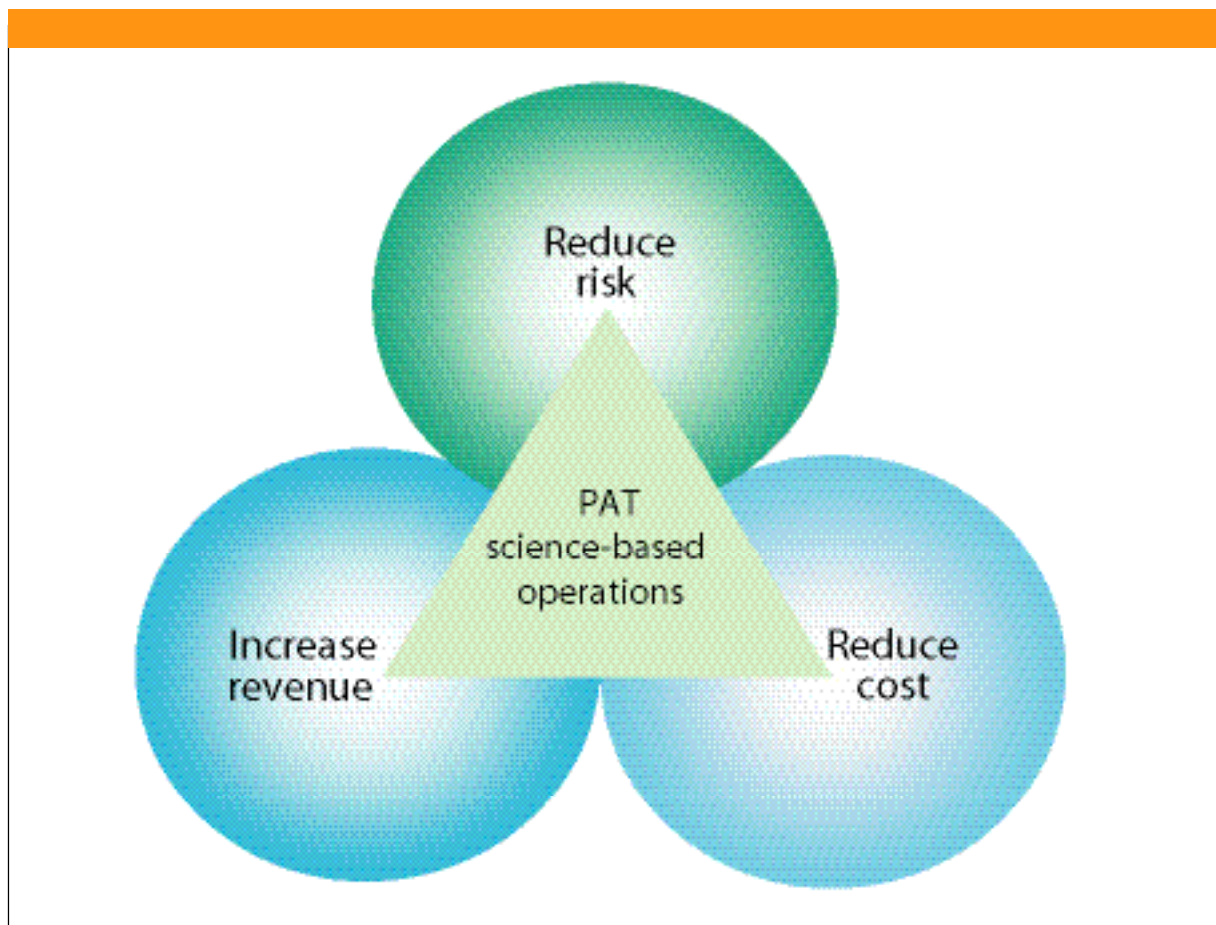 Reduce
risk
PAT
science-based
operations
Increase
revenue
Reduce
cost